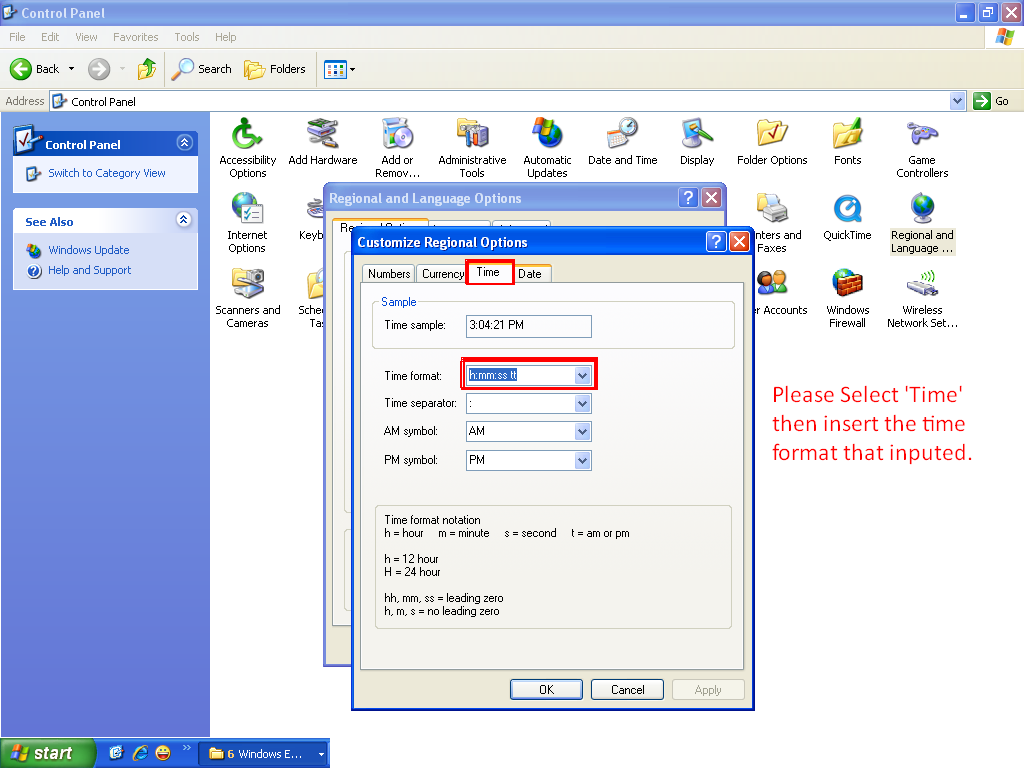 Control Panel
File Edit View Favorites Tools Help
Back Search Folders
Address Control Panel Go
Control Panel
Switch to Category View
See Also
Windows Update
Help and Support
Accessibility
Options
Add Hardware
Add or
Remov...
Administrative
Tools
Automatic
Updates
Date and Time
Display
Folder Options
Fonts
Game
Controllers
Internet
Options
Keyb
nters and
Faxes
QuickTime
Regional and
Language ...
Scanners and
Cameras
Sche
Ta
r Accounts
Windows
Firewall
Wireless
Network Set...
Regional and Language Options
Customize Regional Options
Numbers Currency Time Date
Sample
Time sample: 3:04:21 PM
Time format: h:mm:ss tt
Time separator: :
AM symbol: AM
PM symbol: PM
Time format notation
h = hour m = minute s = second t = am or pm
h = 12 hour
H = 24 hour
hh, mm, ss = leading zero
h, m, s = no leading zero
OK Cancel Apply
Please Select 'Time'
then insert the time
format that inputed.
start 6 Windows E...